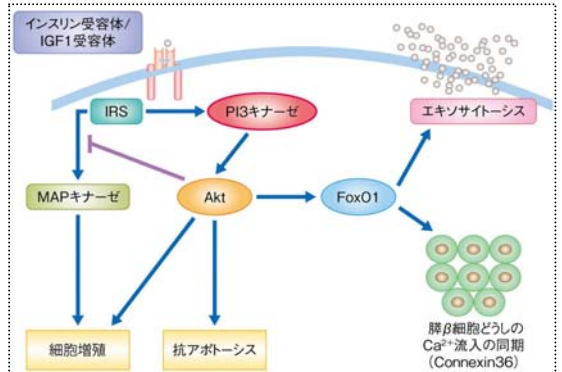 インスリン受容体/
IGF1受容体
IRS
PI3キナーゼ
エキソサイトーシス
MAPキナーゼ
Akt
FoxO1
細胞増殖
抗アポトーシス
膵β細胞どうしの
Ca²⁺流入の同期
（Connexin36）